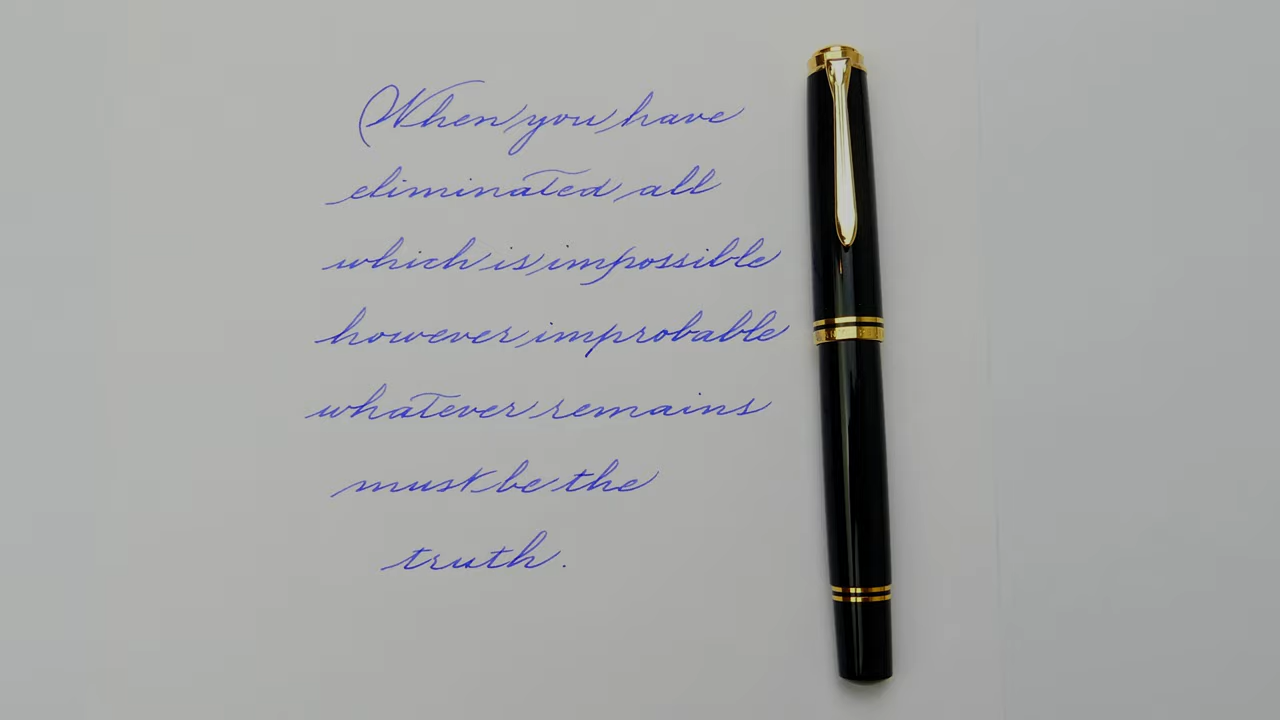 When you have
eliminated all
which is impossible
however improbable
whatever remains
must be the
truth.